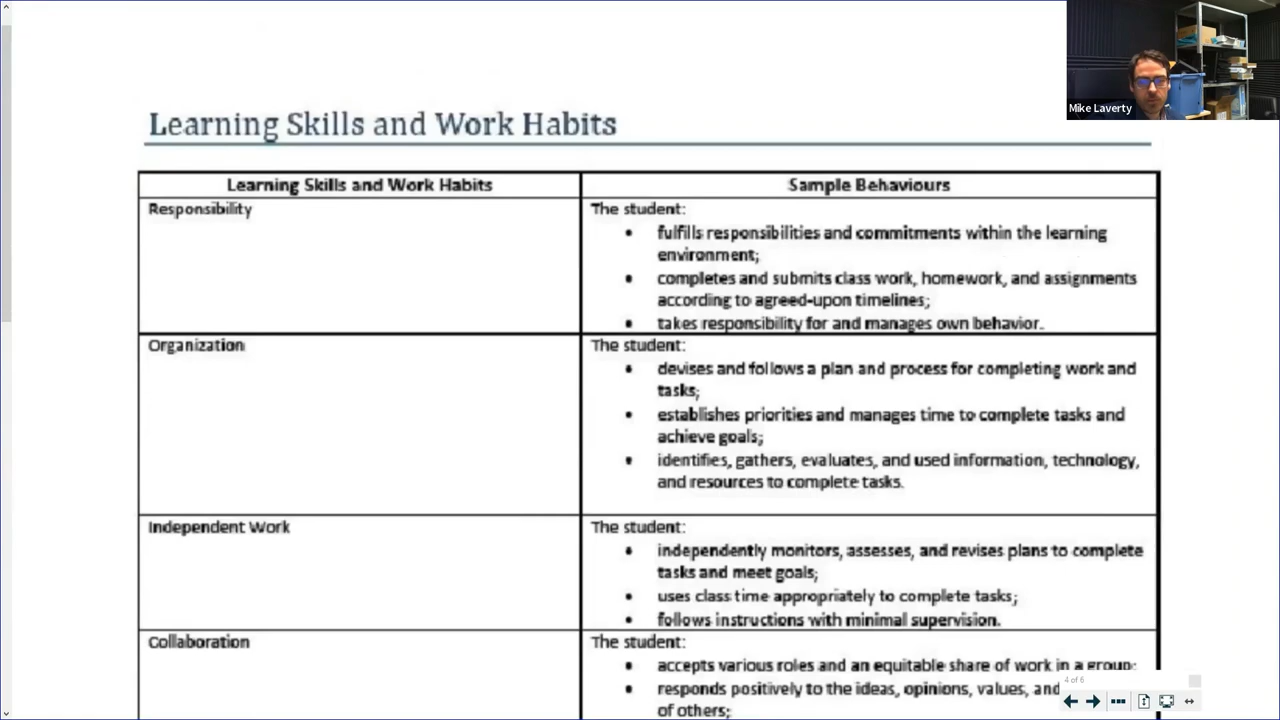 Mike Laverty
Learning Skills and Work Habits
Learning Skills and Work Habits
Sample Behaviours
Responsibility
The student:
• fulfills responsibilities and commitments within the learning
environment;
• completes and submits class work, homework, and assignments
according to agreed-upon timelines;
• takes responsibility for and manages own behavior.
Organization
The student:
• devises and follows a plan and process for completing work and
tasks;
• establishes priorities and manages time to complete tasks and
achieve goals;
• identifies, gathers, evaluates, and used information, technology,
and resources to complete tasks.
Independent Work
The student:
• independently monitors, assesses, and revises plans to complete
tasks and meet goals;
• uses class time appropriately to complete tasks;
• follows instructions with minimal supervision.
Collaboration
The student:
• accepts various roles and an equitable share of work in a group;
• responds positively to the ideas, opinions, values, and
of others;
4 of 6